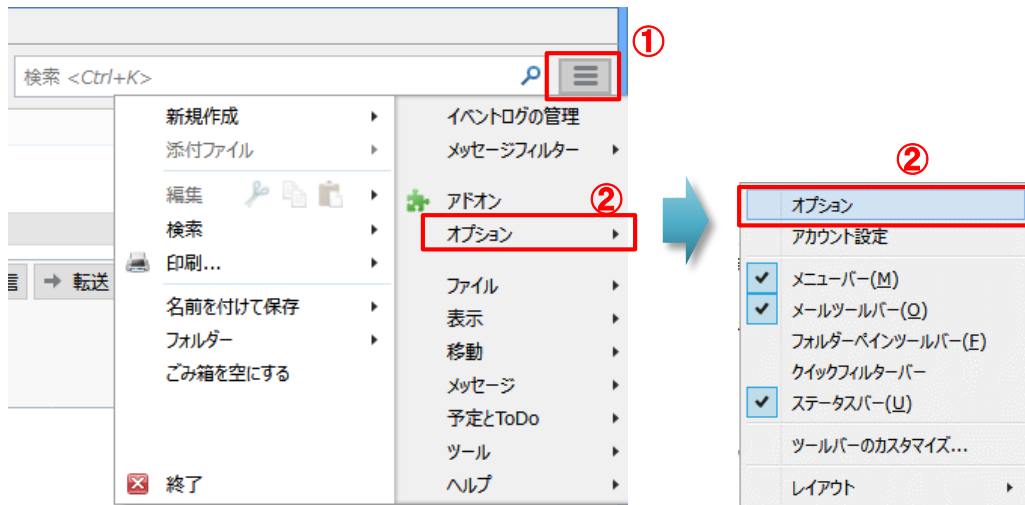 ①
検索 <Ctrl+K>
新規作成
添付ファイル
編集
検索
印刷...
名前を付けて保存
フォルダー
ごみ箱を空にする
終了
転送
イベントログの管理
メッセージフィルター
アドオン
②
オプション
ファイル
表示
移動
メッセージ
予定とToDo
ツール
ヘルプ
②
オプション
アカウント設定
メニューバー(M)
メールツールバー(O)
フォルダーペインツールバー(F)
クイックフィルターバー
ステータスバー(U)
ツールバーのカスタマイズ...
レイアウト